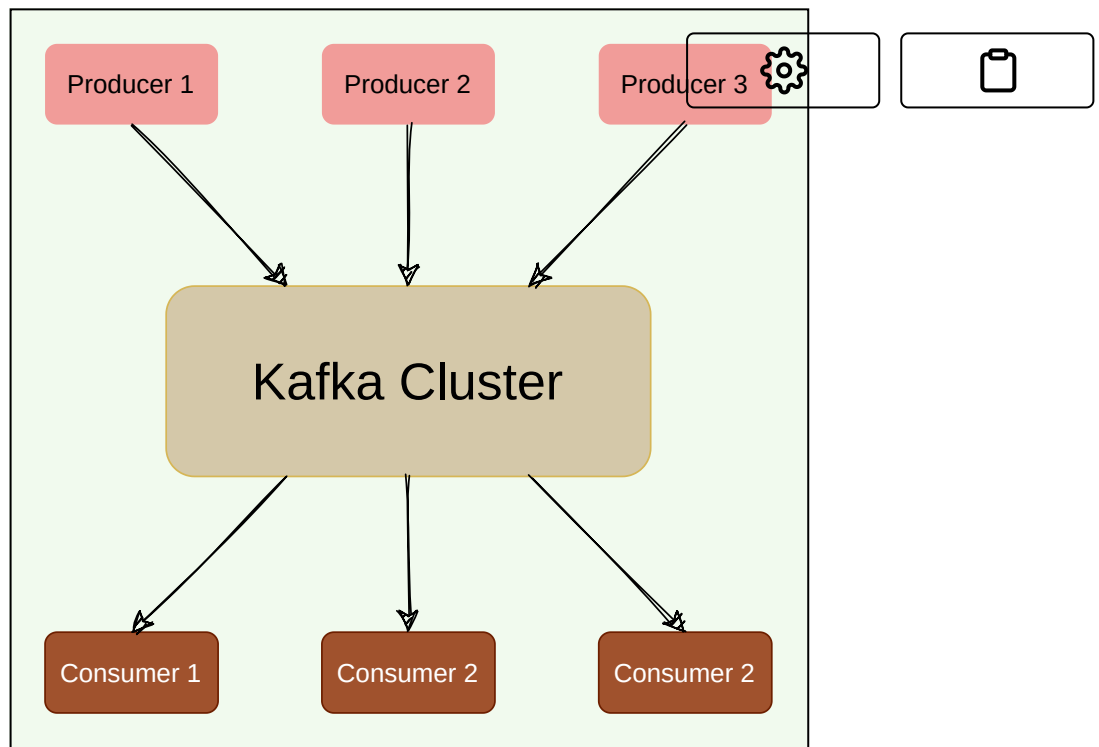 Producer 1
Producer 2
Producer 3
Kafka Cluster
Consumer 1
Consumer 2
Consumer 2